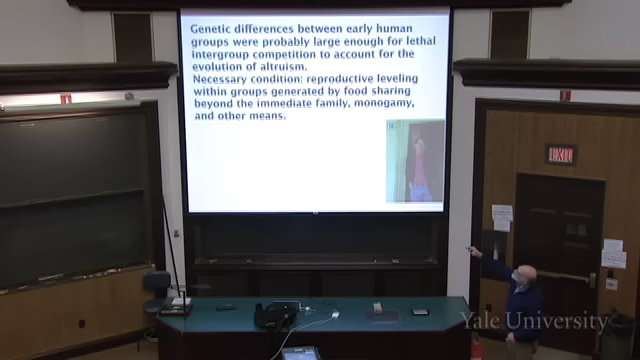 Genetic differences between early human
groups were probably large enough for lethal
intergroup competition to account for the
evolution of altruism.
Necessary condition: reproductive leveling
within groups generated by food sharing
beyond the immediate family, monogamy,
and other means.
EXIT
Yale University